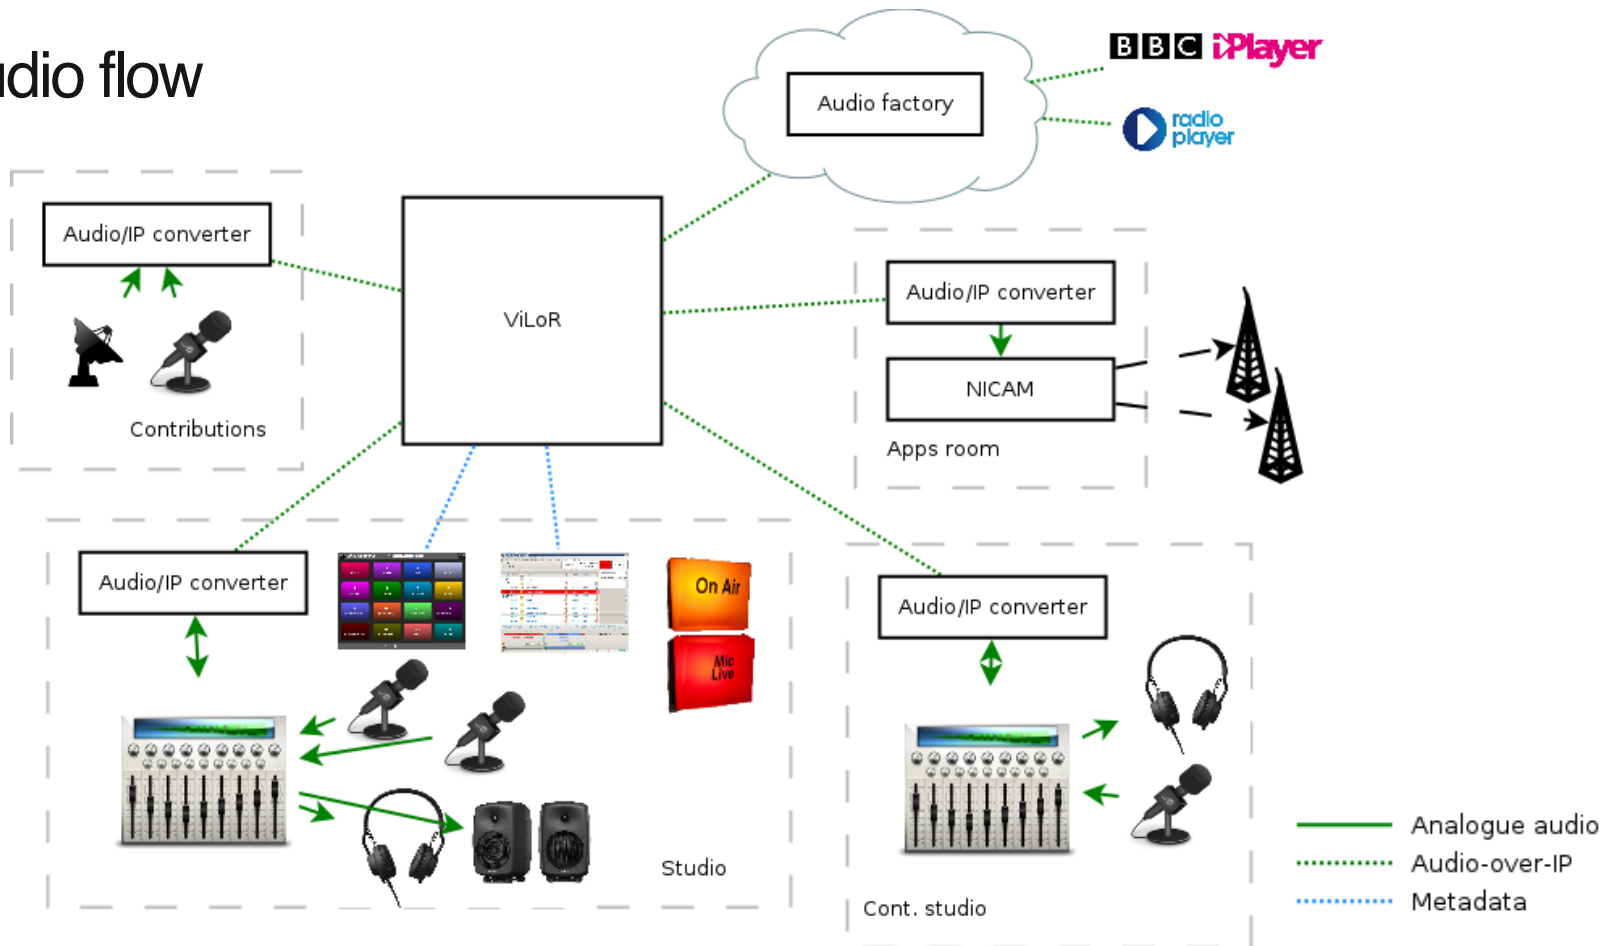 udio flow
BBC iPlayer
Audio factory
radio
player
Audio/IP converter
ViLoR
Audio/IP converter
NICAM
Contributions
Apps room
Audio/IP converter
On Air
Mic
Live
Audio/IP converter
Studio
Cont. studio
Analogue audio
Audio-over-IP
Metadata